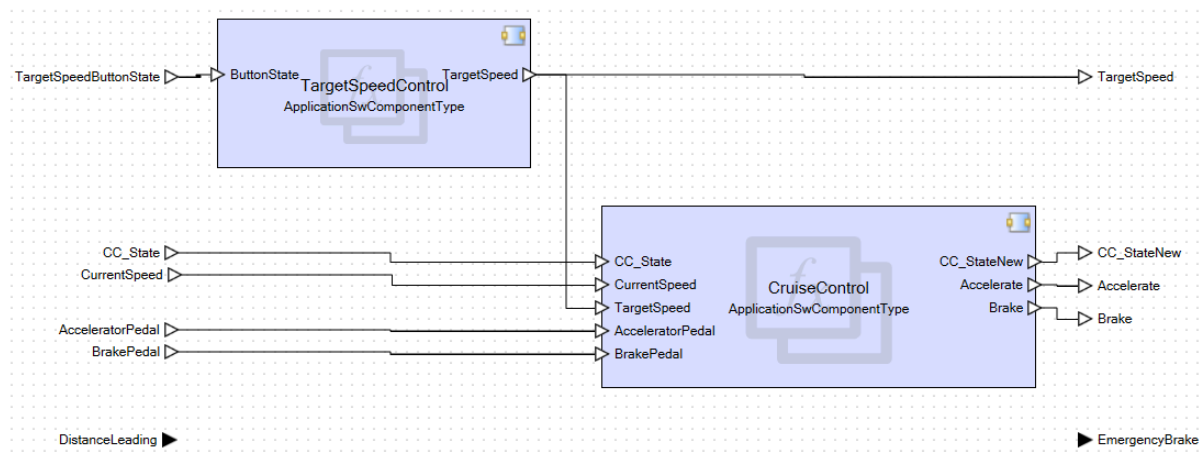 TargetSpeedButtonState
ButtonState
TargetSpeed
TargetSpeedControl
ApplicationSwComponentType
TargetSpeed
CC_State
CurrentSpeed
AcceleratorPedal
BrakePedal
CC_State
CurrentSpeed
TargetSpeed
AcceleratorPedal
BrakePedal
CruiseControl
ApplicationSwComponentType
CC_StateNew
Accelerate
Brake
CC_StateNew
Accelerate
Brake
DistanceLeading
EmergencyBrake